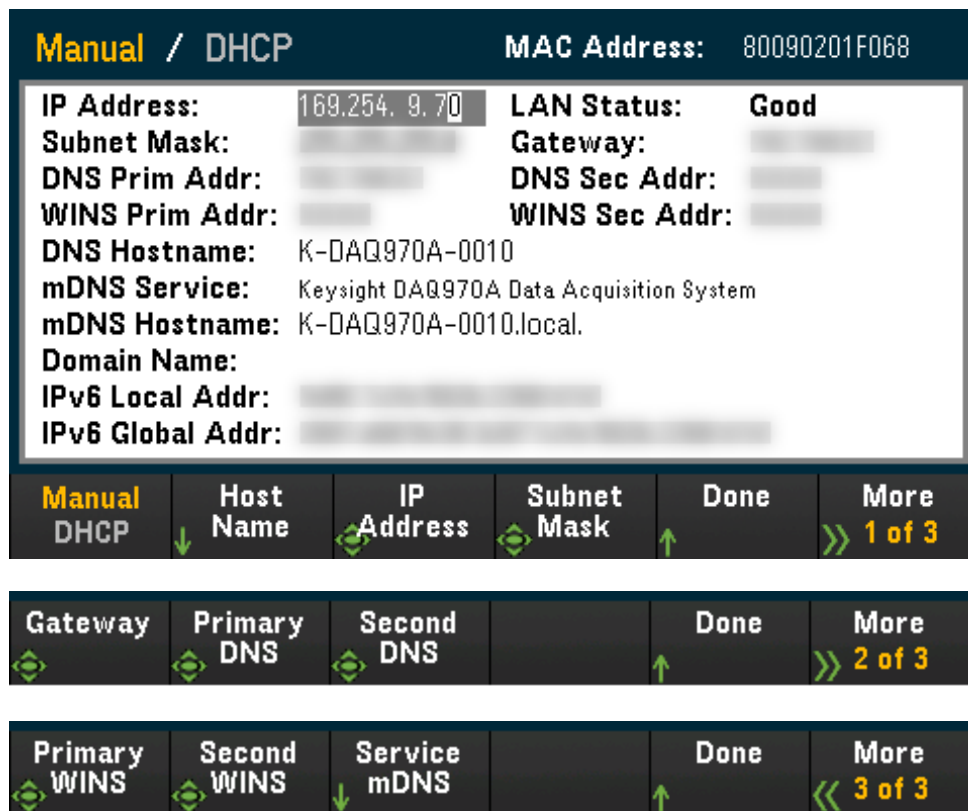 Manual / DHCP MAC Address: 80090201F068
IP Address: 169.254. 9. 70 LAN Status: Good
Subnet Mask: Gateway:
DNS Prim Addr: DNS Sec Addr:
WINS Prim Addr: WINS Sec Addr:
DNS Hostname: K-DAQ970A-0010
mDNS Service: Keysight DAQ970A Data Acquisition System
mDNS Hostname: K-DAQ970A-0010.local.
Domain Name:
IPv6 Local Addr:
IPv6 Global Addr:
Manual Host IP Subnet Done More
DHCP Name Address Mask 1 of 3
Gateway Primary Second Done More
DNS DNS 2 of 3
Primary Second Service Done More
WINS WINS mDNS 3 of 3